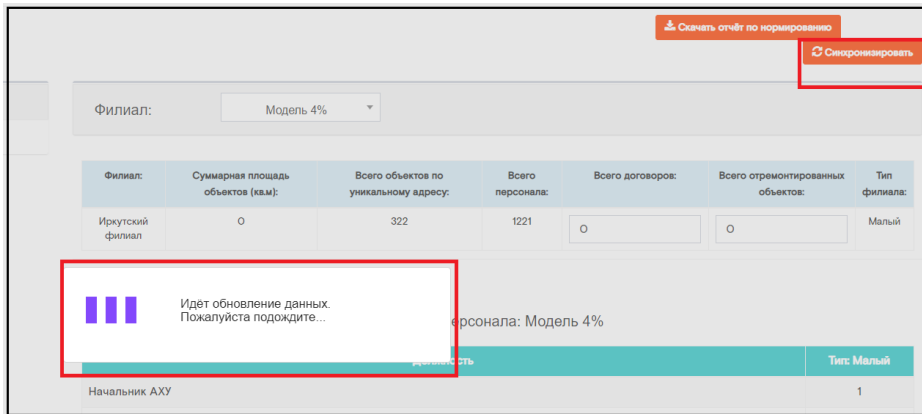 Скачать отчёт по нормированию
Синхронизировать
Филиал:
Модель 4%
Филиал:
Суммарная площадь
объектов (кв.м):
Всего объектов по
уникальному адресу:
Всего
персонала:
Всего договоров:
Всего отремонтированных
объектов:
Тип
филиала:
Иркутский
филиал
0
322
1221
0
0
Малый
Идёт обновление данных.
Пожалуйста подождите...
ерсонала: Модель 4%
Должность
Тип: Малый
Начальник АХУ
1